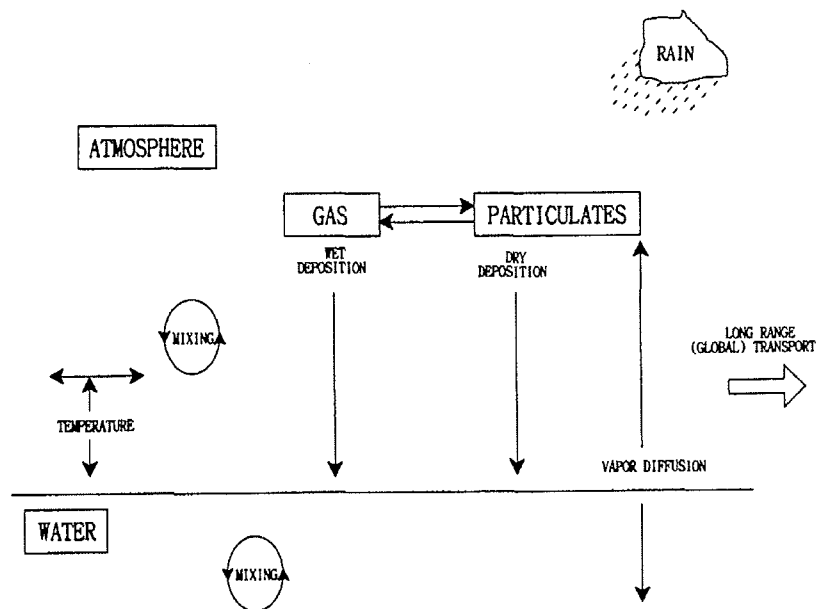 RAIN
ATMOSPHERE
GAS
PARTICULATES
WET
DEPOSITION
DRY
DEPOSITION
MIXING
LONG RANGE
(GLOBAL) TRANSPORT
TEMPERATURE
VAPOR DIFFUSION
WATER
MIXING